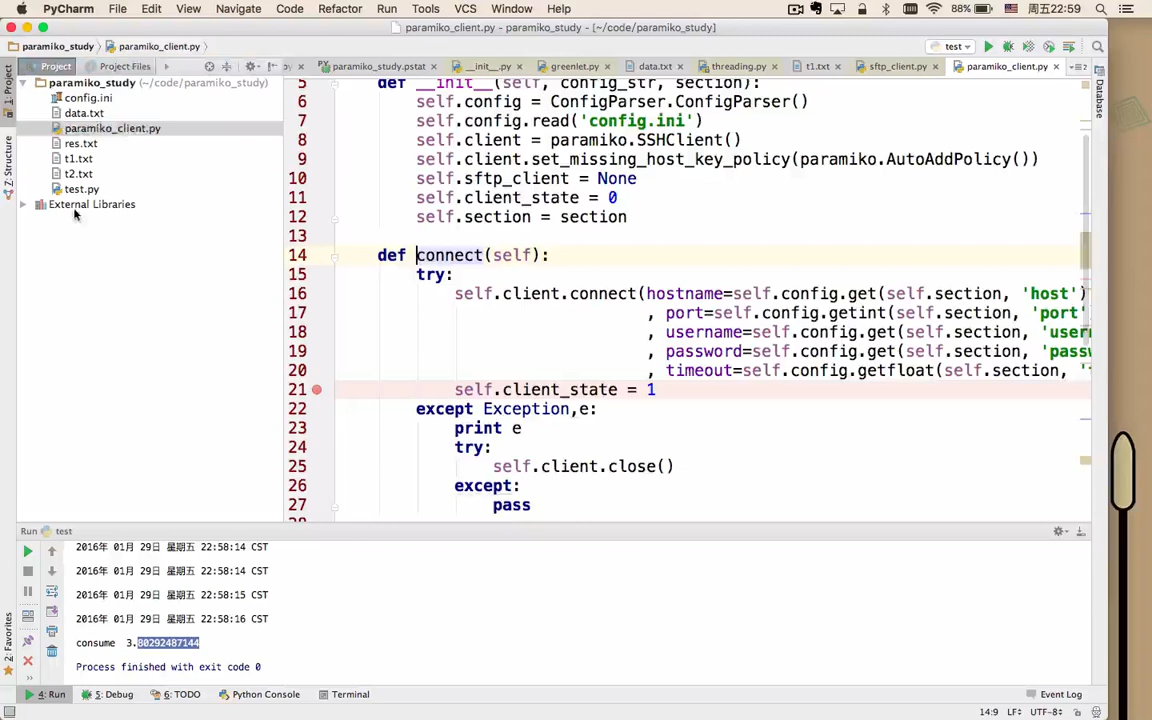 PyCharm File Edit View Navigate Code Refactor Run Tools VCS Window Help 88% 周五22:59
paramiko_client.py - paramiko_study - [~/code/paramiko_study]
paramiko_study paramiko_client.py test
1: Project Project Project Files paramiko_study.pstat __init__.py greenlet.py data.txt threading.py t1.txt sftp_client.py paramiko_client.py
paramiko_study (~/code/paramiko_study)
config.ini
data.txt
paramiko_client.py
res.txt
t1.txt
t2.txt
test.py
External Libraries
Z: Structure
2: Favorites
Database
5 def __init__(self, config_str, section):
6 self.config = ConfigParser.ConfigParser()
7 self.config.read('config.ini')
8 self.client = paramiko.SSHClient()
9 self.client.set_missing_host_key_policy(paramiko.AutoAddPolicy())
10 self.sftp_client = None
11 self.client_state = 0
12 self.section = section
13
14 def connect(self):
15 try:
16 self.client.connect(hostname=self.config.get(self.section, 'host')
17 , port=self.config.getint(self.section, 'port'
18 , username=self.config.get(self.section, 'user
19 , password=self.config.get(self.section, 'passw
20 , timeout=self.config.getfloat(self.section, 't
21 self.client_state = 1
22 except Exception,e:
23 print e
24 try:
25 self.client.close()
26 except:
27 pass
Run test
2016年 01月 29日 星期五 22:58:14 CST
2016年 01月 29日 星期五 22:58:14 CST
2016年 01月 29日 星期五 22:58:15 CST
2016年 01月 29日 星期五 22:58:16 CST
consume 3.80292487144
Process finished with exit code 0
4: Run 5: Debug 6: TODO Python Console Terminal Event Log
14:9 LF÷ UTF-8÷